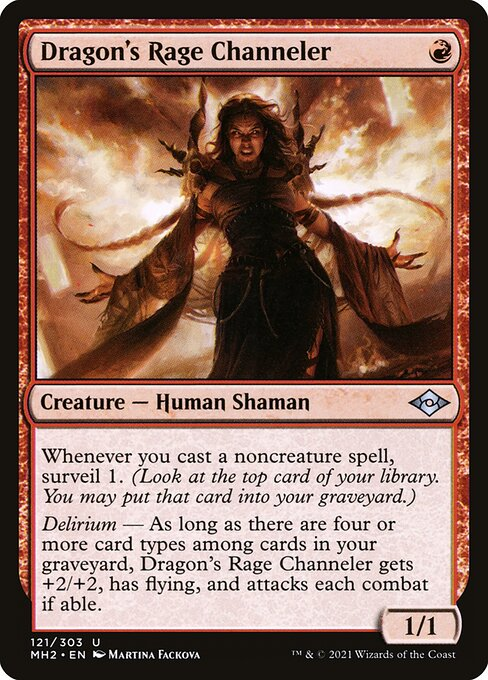 Dragon's Rage Channeler
Creature — Human Shaman
Whenever you cast a noncreature spell,
surveil 1. (Look at the top card of your library.
You may put that card into your graveyard.)
Delirium — As long as there are four or
more card types among cards in your
graveyard, Dragon's Rage Channeler gets
+2/+2, has flying, and attacks each combat
if able.
1/1
121/303 U
MH2 • EN Martina Fackova
™ & © 2021 Wizards of the Coast